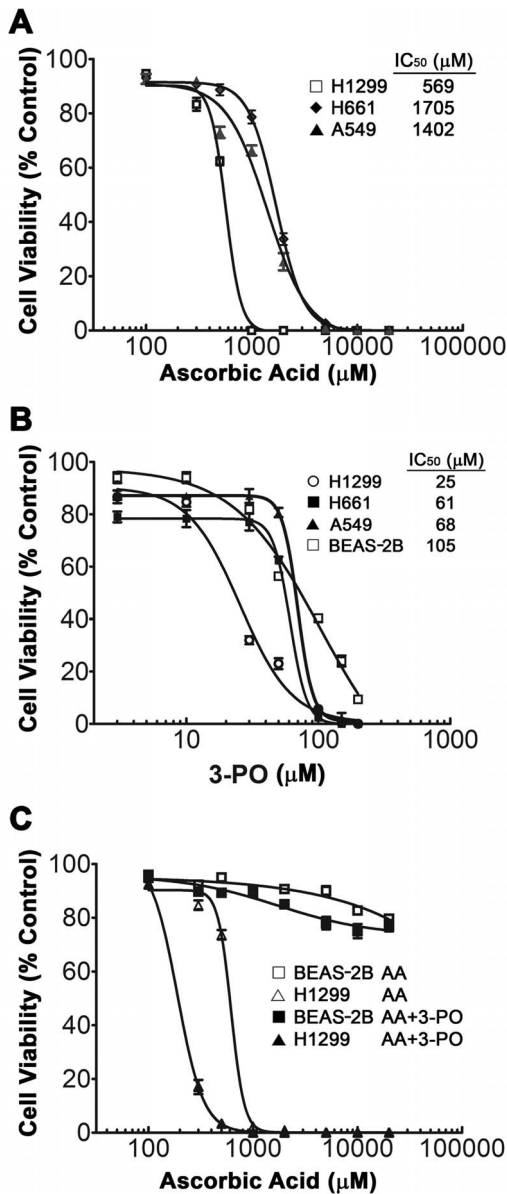 A
Cell Viability (% Control)
100
80
60
40
20
0
IC50 (μM)
H1299 569
H661 1705
A549 1402
100 1000 10000 100000
Ascorbic Acid (μM)
B
Cell Viability (% Control)
100
80
60
40
20
0
IC50 (μM)
H1299 25
H661 61
A549 68
BEAS-2B 105
10 100 1000
3-PO (μM)
C
Cell Viability (% Control)
100
80
60
40
20
0
BEAS-2B AA
H1299 AA
BEAS-2B AA+3-PO
H1299 AA+3-PO
100 1000 10000 100000
Ascorbic Acid (μM)